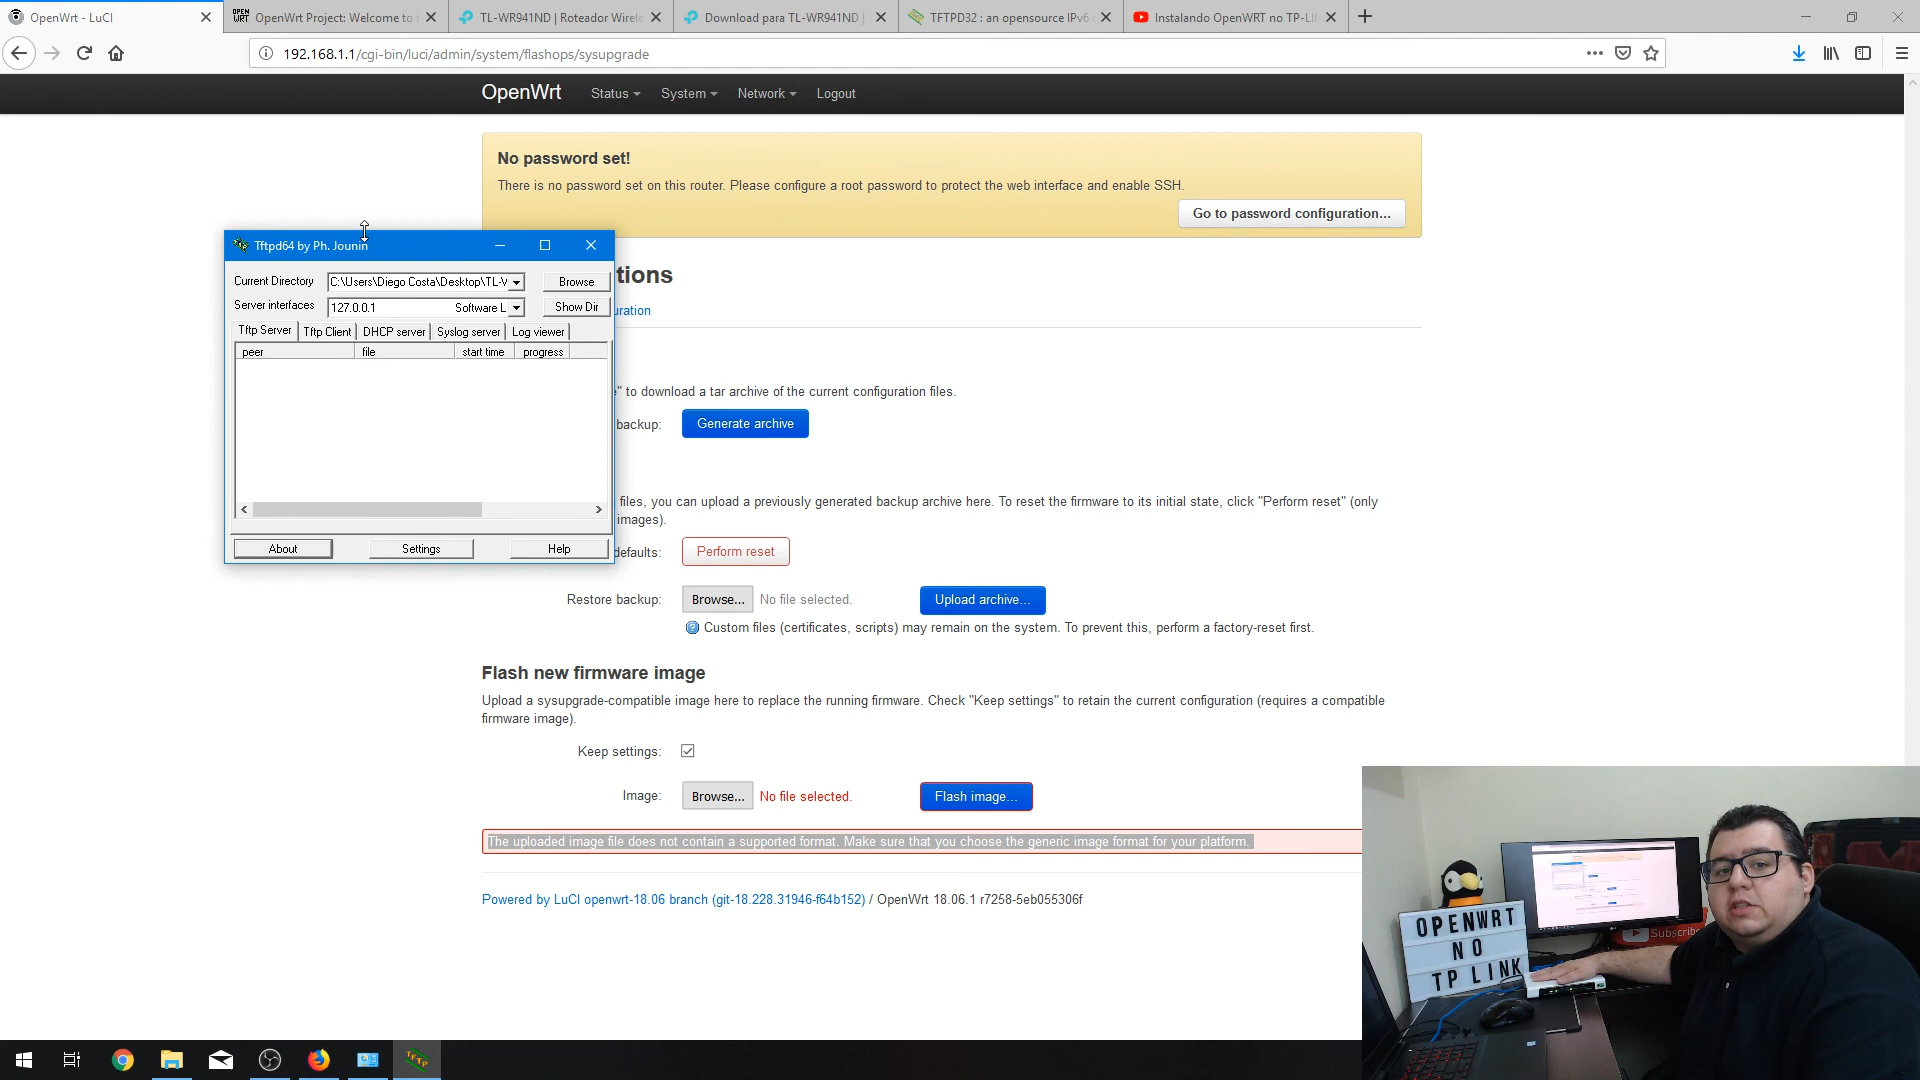 OpenWrt - LuCI
OpenWrt Project: Welcome to
TL-WR941ND | Roteador Wirele
Download para TL-WR941ND |
TFTPD32 : an opensource IPv6
Instalando OpenWRT no TP-LI
192.168.1.1/cgi-bin/luci/admin/system/flashops/sysupgrade
OpenWrt
Status
System
Network
Logout
No password set!
There is no password set on this router. Please configure a root password to protect the web interface and enable SSH.
Go to password configuration...
Tftpd64 by Ph. Jounin
Current Directory
C:\Users\Diego Costa\Desktop\TL-V
Browse
Server interfaces
127.0.0.1
Software L
Show Dir
Tftp Server
Tftp Client
DHCP server
Syslog server
Log viewer
peer
file
start time
progress
About
Settings
Help
tions
uration
" to download a tar archive of the current configuration files.
backup:
Generate archive
files, you can upload a previously generated backup archive here. To reset the firmware to its initial state, click "Perform reset" (only
images).
defaults:
Perform reset
Restore backup:
Browse...
No file selected.
Upload archive...
Custom files (certificates, scripts) may remain on the system. To prevent this, perform a factory-reset first.
Flash new firmware image
Upload a sysupgrade-compatible image here to replace the running firmware. Check "Keep settings" to retain the current configuration (requires a compatible
firmware image).
Keep settings:
Image:
Browse...
No file selected.
Flash image...
The uploaded image file does not contain a supported format. Make sure that you choose the generic image format for your platform.
Powered by LuCI openwrt-18.06 branch (git-18.228.31946-f64b152) / OpenWrt 18.06.1 r7258-5eb055306f
OPENWRT
NO
TP LINK
Subscribe
TFTP